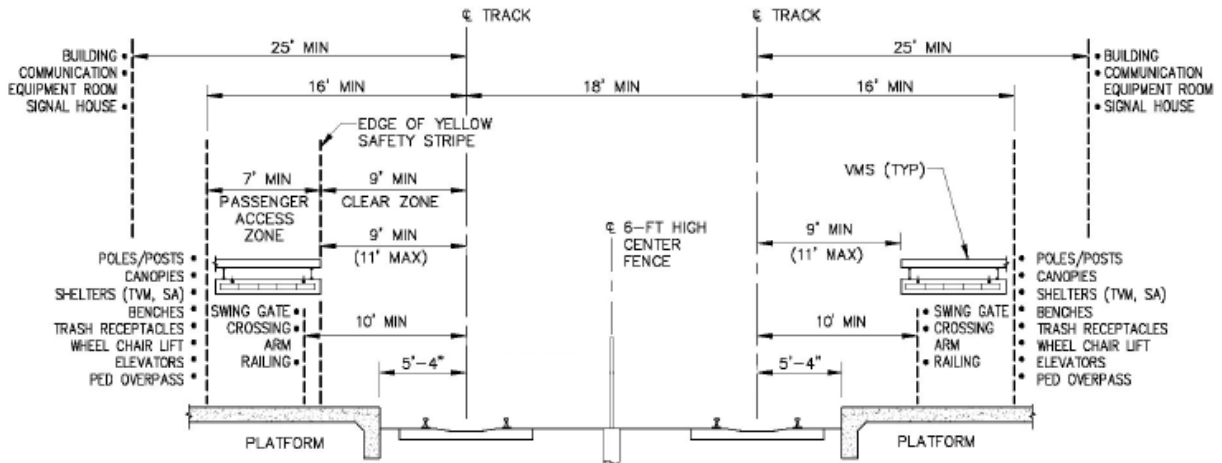 ℄ TRACK
℄ TRACK
25' MIN
25' MIN
BUILDING •
COMMUNICATION •
EQUIPMENT ROOM
SIGNAL HOUSE •
• BUILDING
• COMMUNICATION
EQUIPMENT ROOM
• SIGNAL HOUSE
16' MIN
18' MIN
16' MIN
EDGE OF YELLOW
SAFETY STRIPE
VMS (TYP)
7' MIN
PASSENGER
ACCESS
ZONE
9' MIN
CLEAR ZONE
9' MIN
(11' MAX)
℄ 6-FT HIGH
CENTER
FENCE
9' MIN
(11' MAX)
POLES/POSTS •
CANOPIES •
SHELTERS (TVM, SA) •
BENCHES •
TRASH RECEPTACLES •
WHEEL CHAIR LIFT •
ELEVATORS •
PED OVERPASS •
SWING GATE •
CROSSING •
ARM
RAILING •
10' MIN
10' MIN
• SWING GATE
• CROSSING
ARM
• RAILING
• POLES/POSTS
• CANOPIES
• SHELTERS (TVM, SA)
• BENCHES
• TRASH RECEPTACLES
• WHEEL CHAIR LIFT
• ELEVATORS
• PED OVERPASS
5'-4"
5'-4"
PLATFORM
PLATFORM